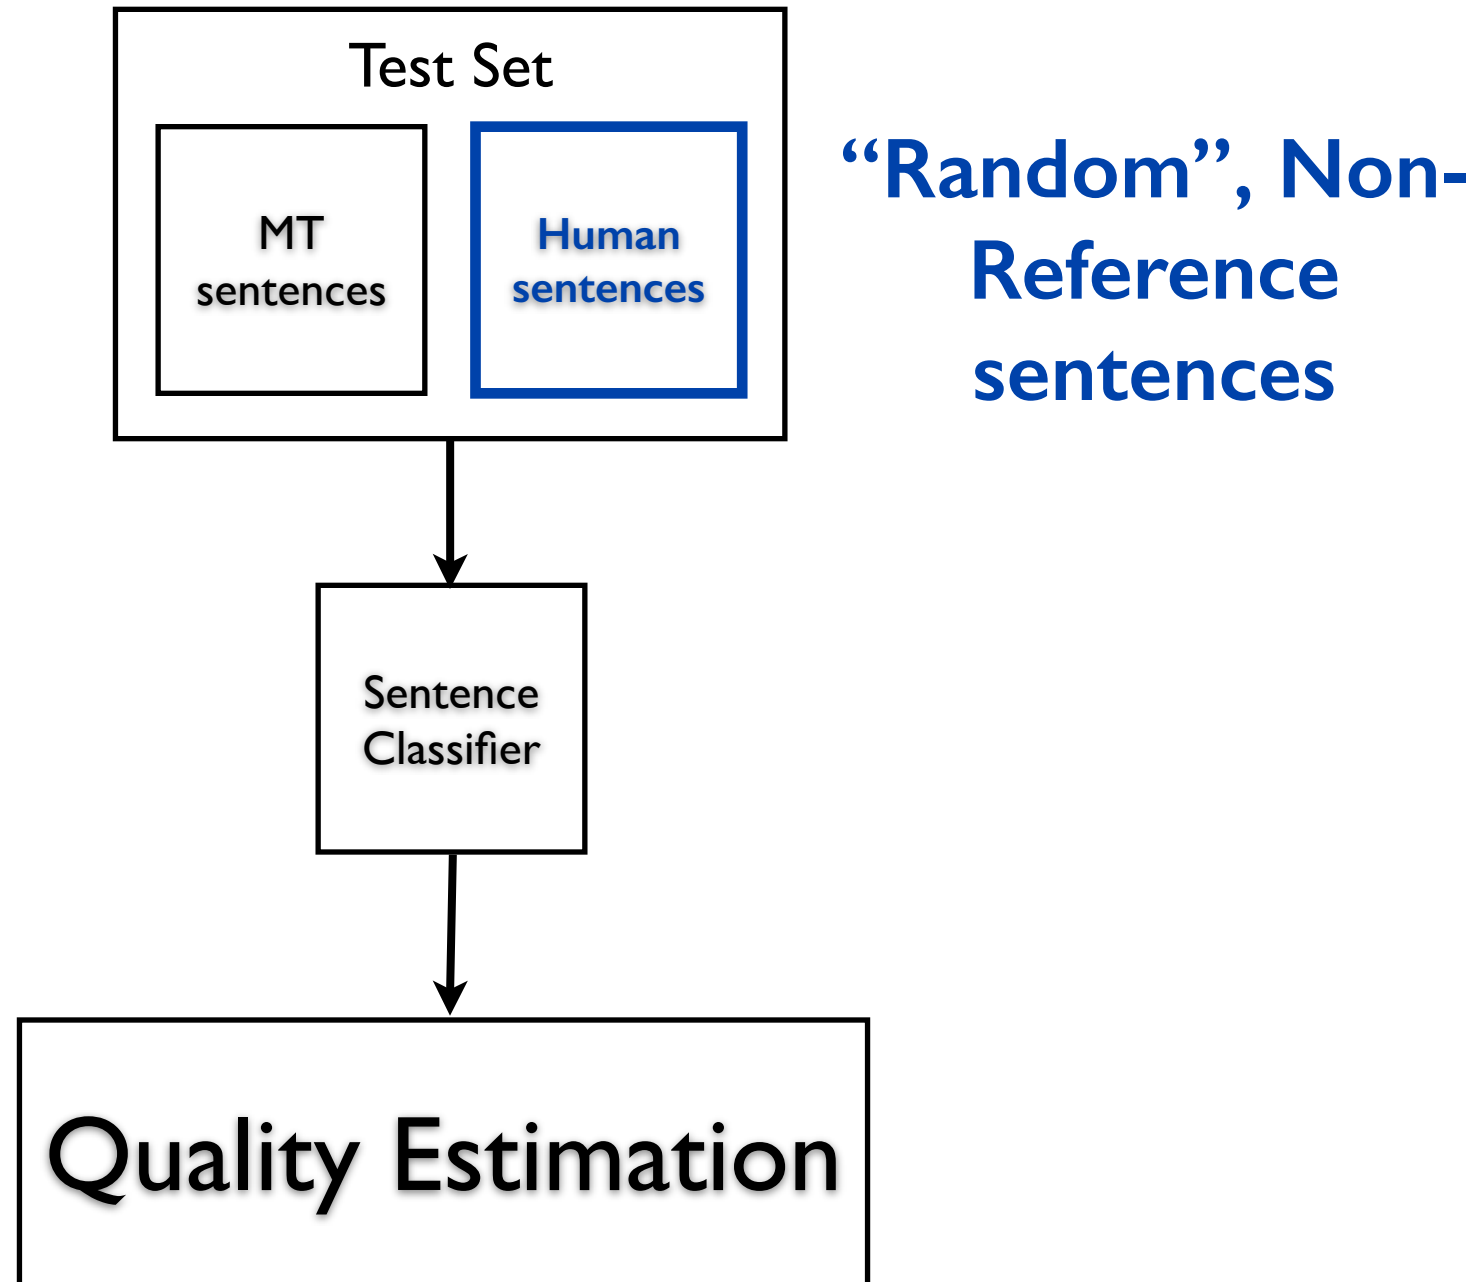 Test Set
MT
sentences
Human
sentences
“Random”, Non-
Reference
sentences
Sentence
Classifier
Quality Estimation